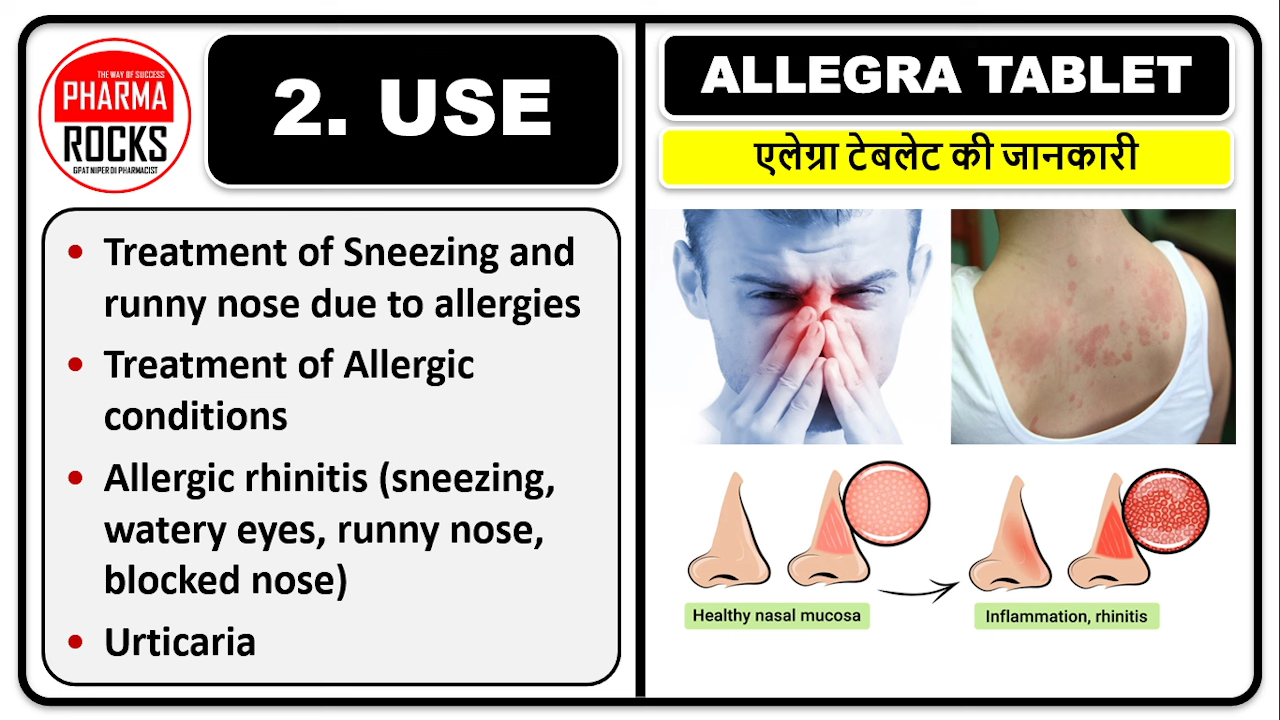 THE WAY OF SUCCESS
PHARMA
ROCKS
GPAT NIPER DI PHARMACIST
2. USE
• Treatment of Sneezing and
runny nose due to allergies
• Treatment of Allergic
conditions
• Allergic rhinitis (sneezing,
watery eyes, runny nose,
blocked nose)
• Urticaria
ALLEGRA TABLET
एलेग्रा टेबलेट की जानकारी
Healthy nasal mucosa
Inflammation, rhinitis